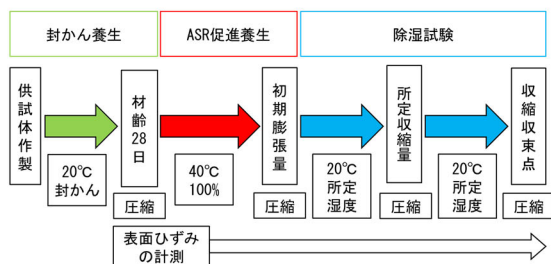 封かん養生
ASR促進養生
除湿試験
供試体作製
20℃
封かん
材齢28日
圧縮
40℃
100%
初期膨張量
圧縮
20℃
所定
湿度
所定収縮量
圧縮
20℃
所定
湿度
収縮収束点
圧縮
表面ひずみ
の計測